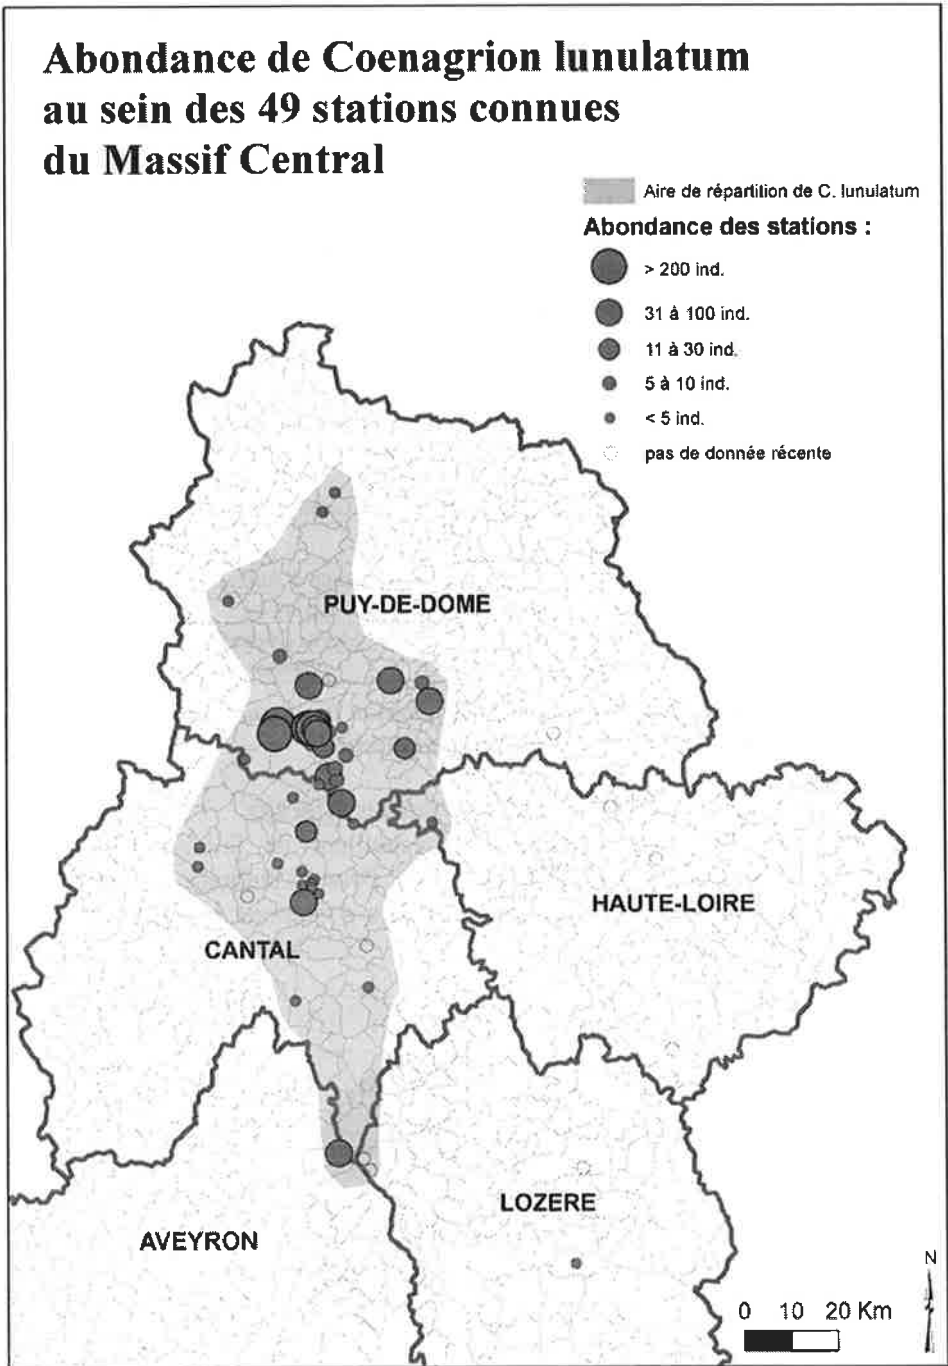 Abondance de Coenagrion lunulatum
au sein des 49 stations connues
du Massif Central
Aire de répartition de C. lunulatum
Abondance des stations :
> 200 ind.
31 à 100 ind.
11 à 30 ind.
5 à 10 ind.
< 5 ind.
pas de donnée récente
PUY-DE-DOME
HAUTE-LOIRE
CANTAL
LOZERE
AVEYRON
N
0 10 20 Km